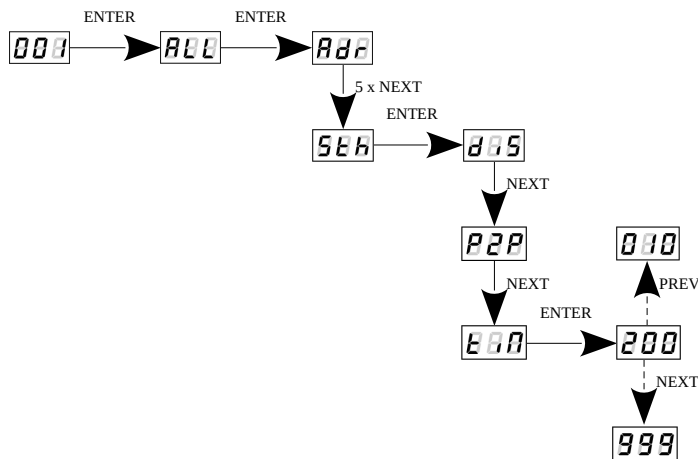 ENTER
ENTER
001
ALL
Adr
5 x NEXT
ENTER
Sth
diS
NEXT
P2P
010
NEXT
PREV
ENTER
tiM
200
NEXT
999